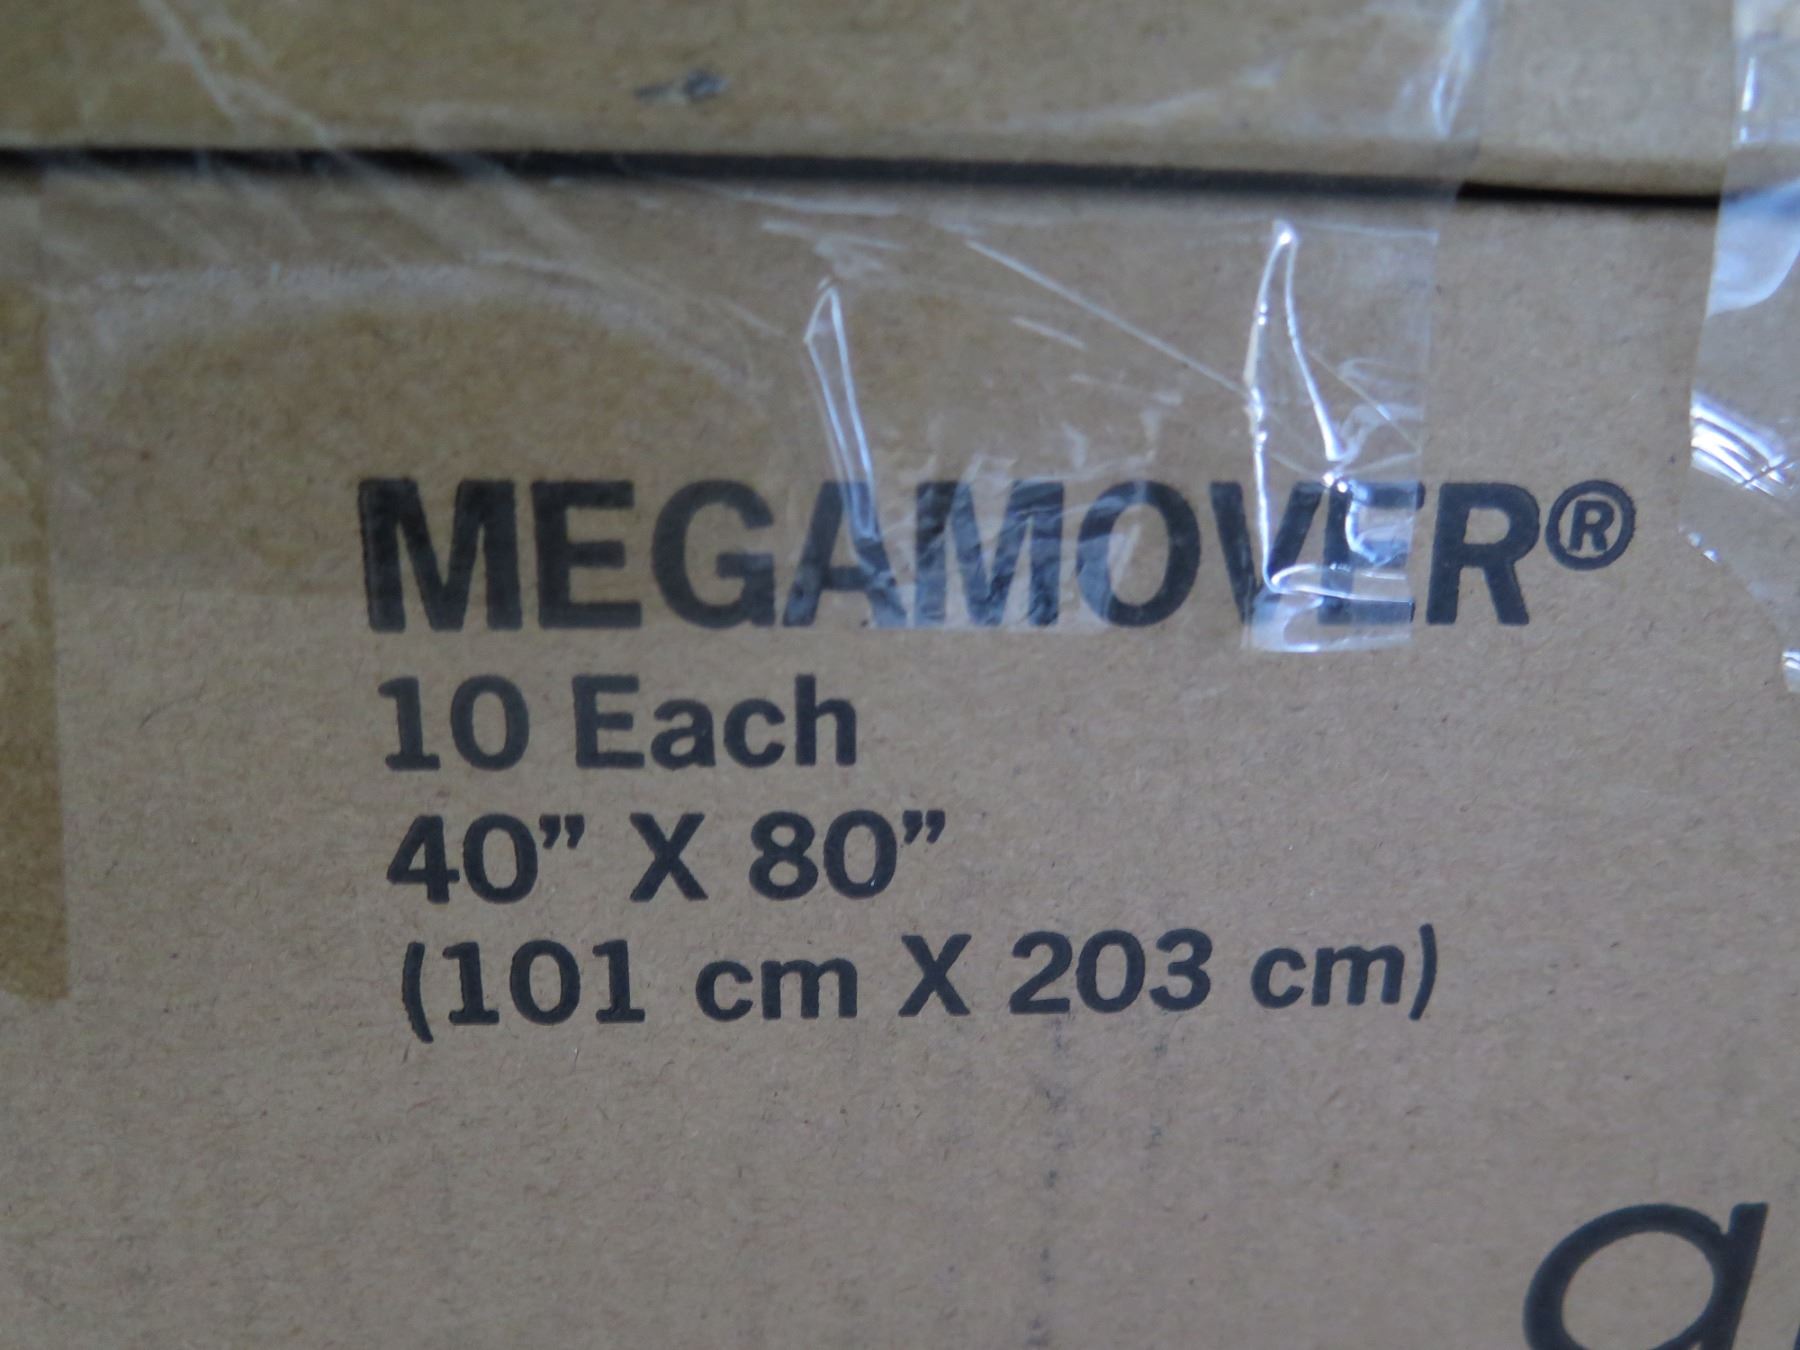 MEGAMOVER®
10 Each
40” X 80”
(101 cm X 203 cm)